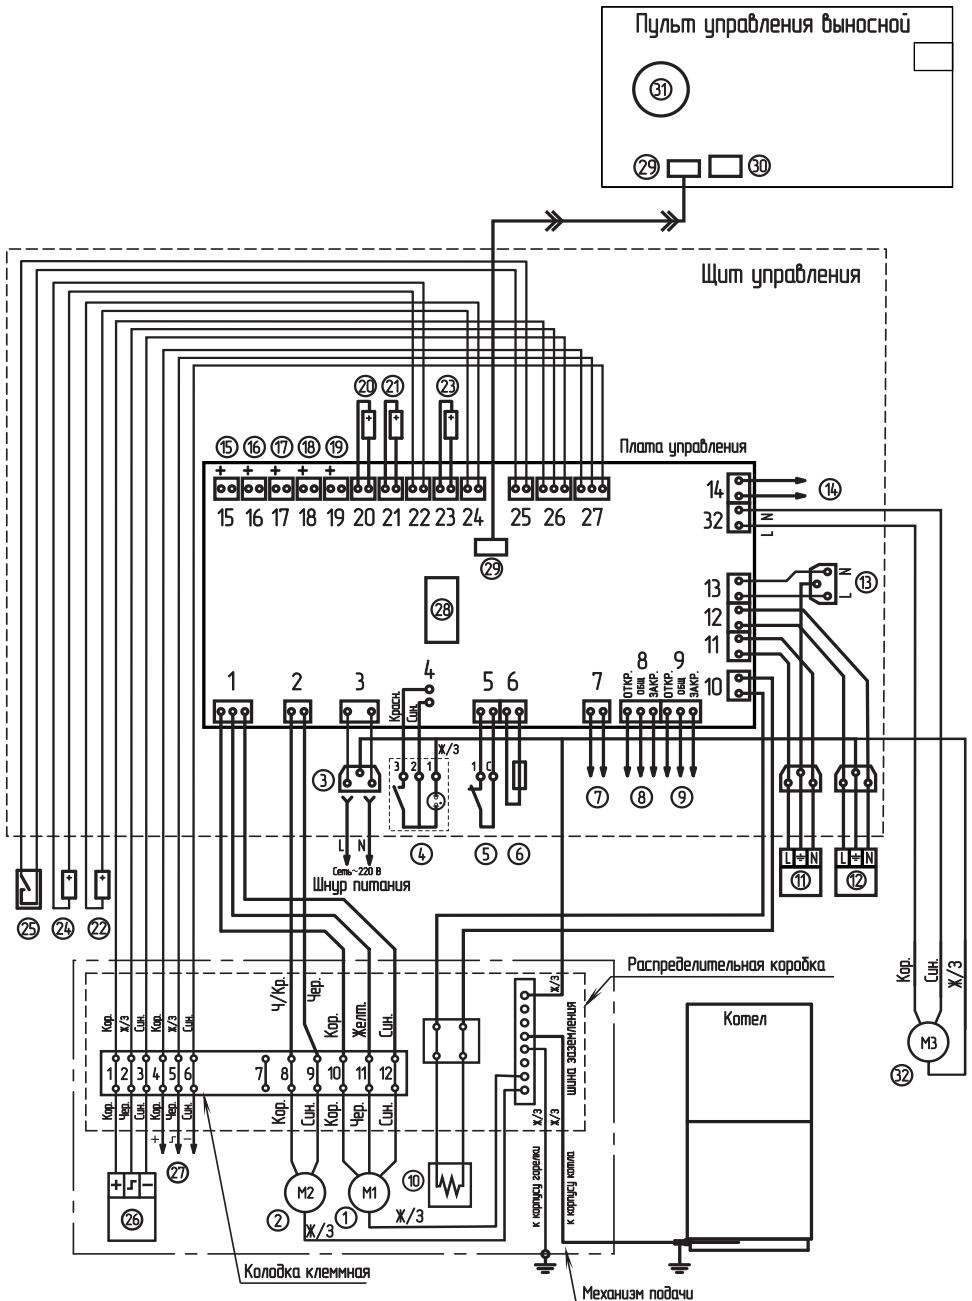 Пульт управления выносной
31
29
30
Щит управления
20 21 23
Плата управления
15 16 17 18 19
+ + + + +
15 16 17 18 19 20 21 22 23 24 25 26 27
14
14
32
N
L
29
28
13
N
L
13
12
11
10
1 2 3 4 5 6 7 8 9
Красн.
Син.
ОТКР.
ОБЩ.
ЗАКР.
ОТКР.
ОБЩ.
ЗАКР.
Ж/З
3 2 1
1 С
3
4
5
6
7
8
9
L N
Сеть~220 В
Шнур питания
L N
11
L N
12
25
24
22
Распределительная коробка
Ч/Кр.
Чер.
Кор.
Желт.
Син.
Кор.
Ж/З
Син.
Кор.
Ж/З
Син.
Ж/З
шина заземления
Кор.
Син.
Ж/З
Котел
М3
32
1 2 3 4 5 6 7 8 9 10 11 12
Кор.
Чер.
Син.
Кор.
Чер.
Син.
Кор.
Син.
Кор.
Чер.
Син.
Ж/З
Ж/З
+ −
27
+ −
26
М2
2
М1
1
10
Ж/З
Ж/З
к корпусу горелки
к корпусу котла
Колодка клеммная
Механизм подачи